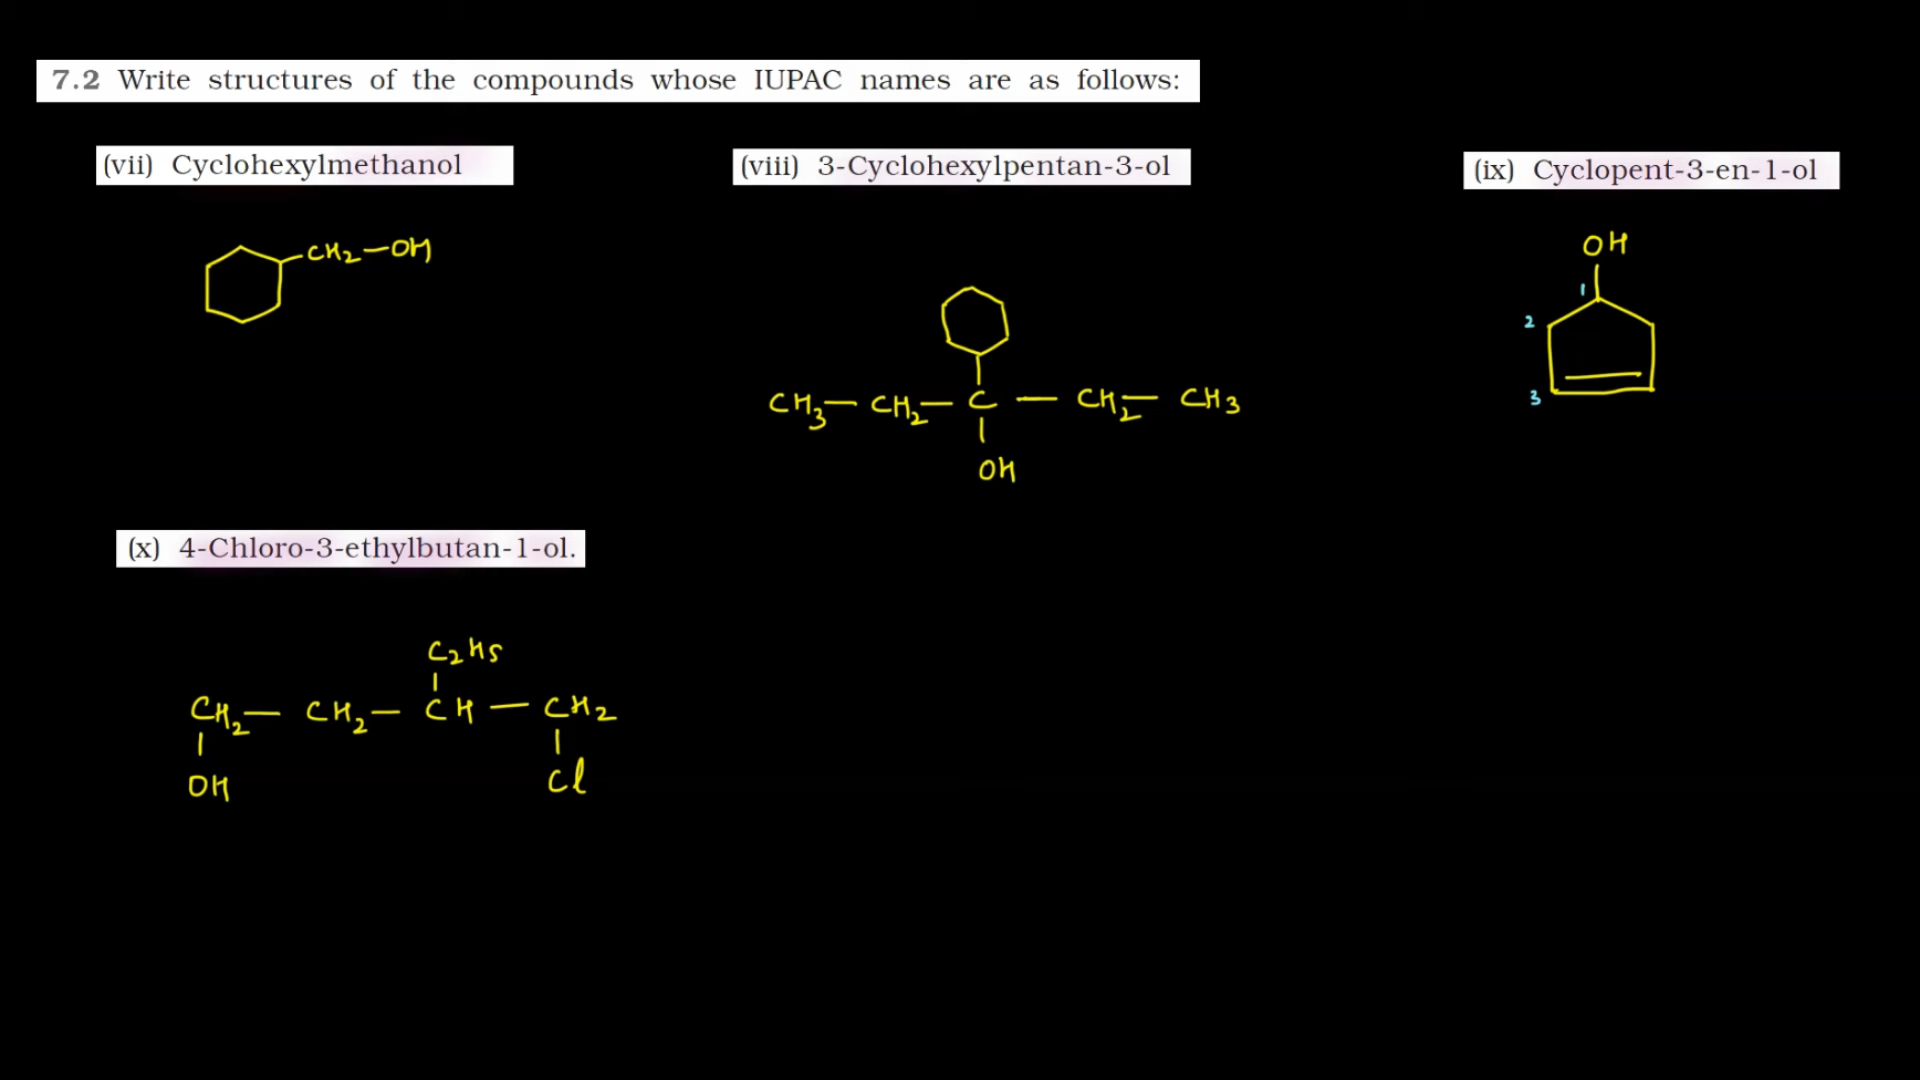 7.2 Write structures of the compounds whose IUPAC names are as follows:
(vii) Cyclohexylmethanol
(viii) 3-Cyclohexylpentan-3-ol
(ix) Cyclopent-3-en-1-ol
CH2—OH
OH
1
2
3
CH3—CH2—C—CH2—CH3
OH
(x) 4-Chloro-3-ethylbutan-1-ol.
C2H5
CH2—CH2—CH—CH2
OH Cl